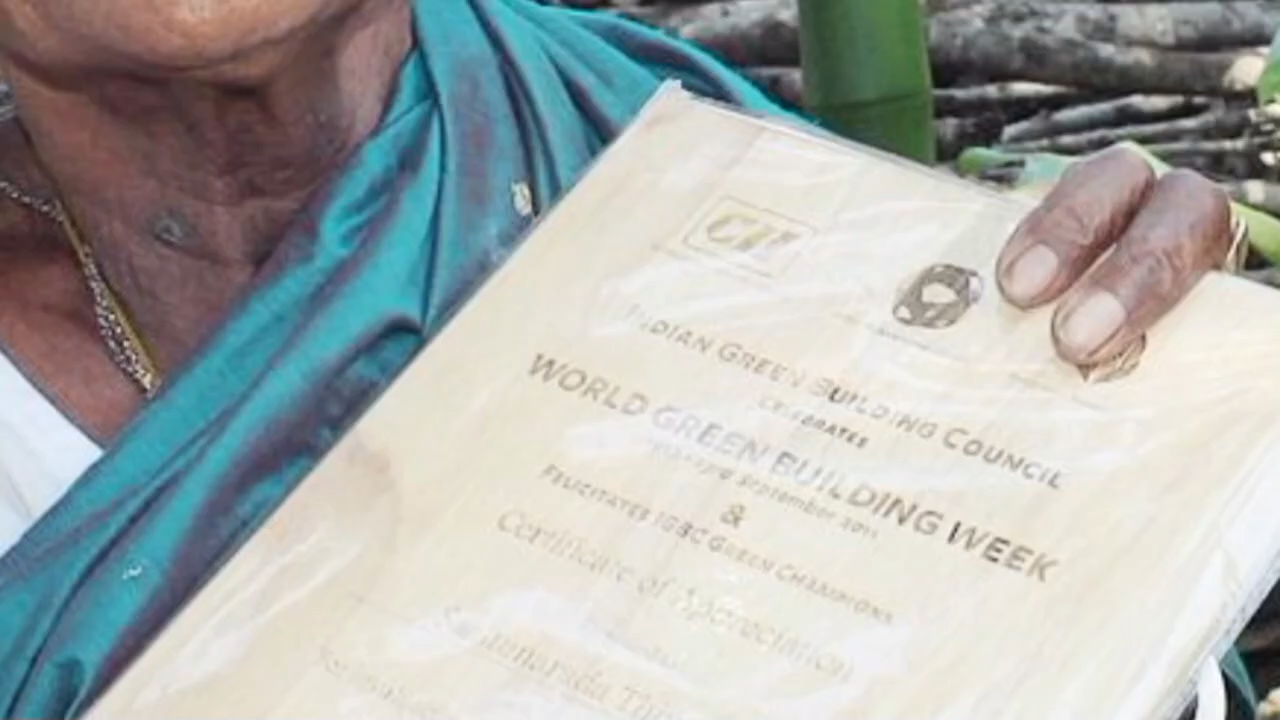 CII
INDIAN GREEN BUILDING COUNCIL
CELEBRATES
WORLD GREEN BUILDING WEEK
September 2011
&
FELICITATES IGBC GREEN CHAMPIONS
Certificate of Appreciation